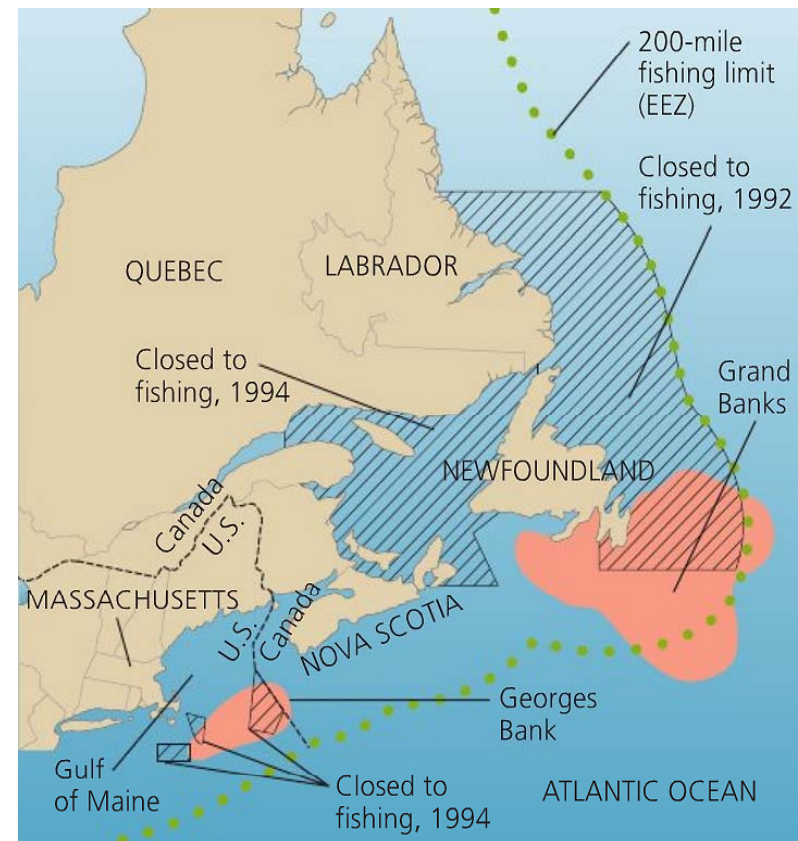 200-mile
fishing limit
(EEZ)
Closed to
fishing, 1992
QUEBEC
LABRADOR
Closed to
fishing, 1994
Grand
Banks
NEWFOUNDLAND
Canada
U.S.
MASSACHUSETTS
U.S.
Canada
NOVA SCOTIA
Georges
Bank
Gulf
of Maine
Closed to
fishing, 1994
ATLANTIC OCEAN